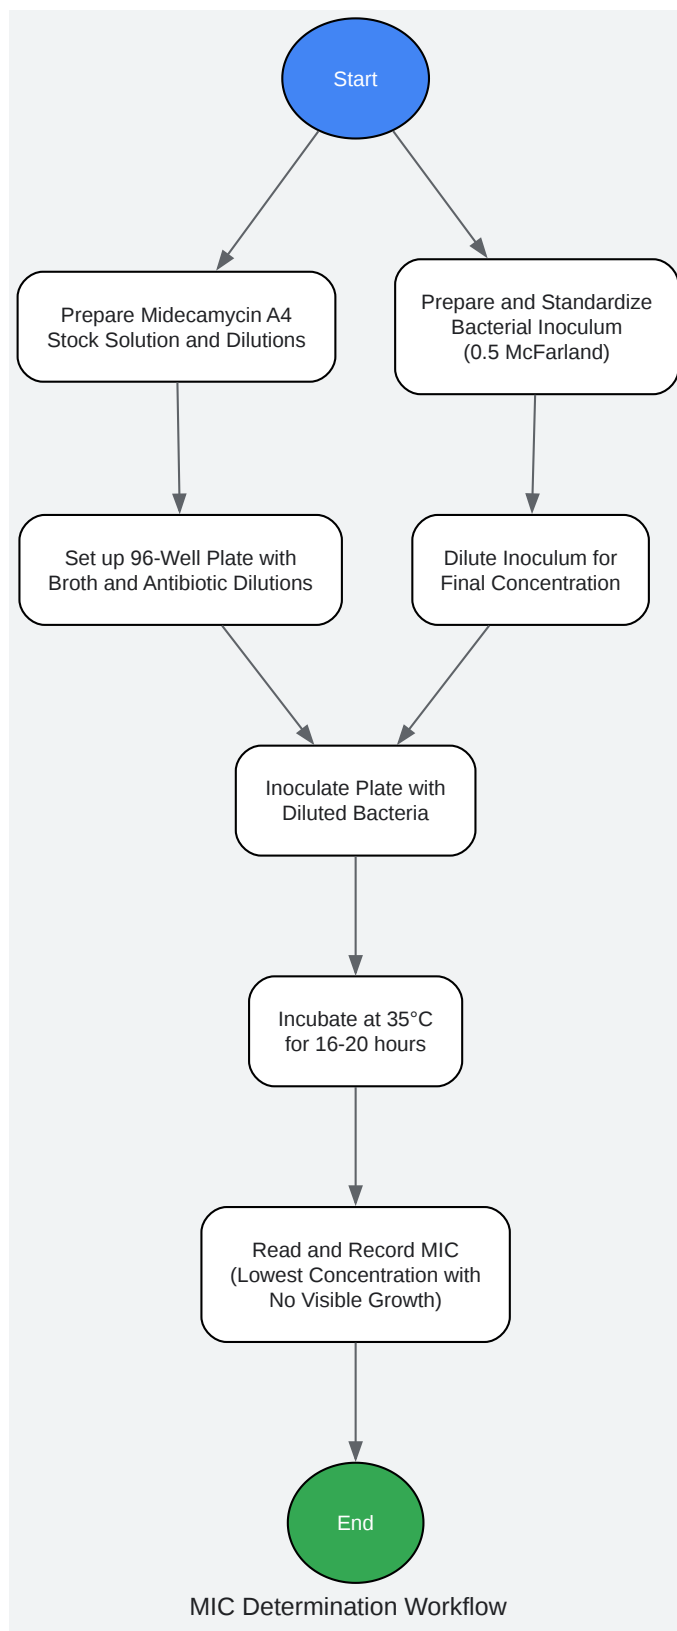 Start
Prepare Midecamycin A4
Stock Solution and Dilutions
Prepare and Standardize
Bacterial Inoculum
(0.5 McFarland)
Set up 96-Well Plate with
Broth and Antibiotic Dilutions
Dilute Inoculum for
Final Concentration
Inoculate Plate with
Diluted Bacteria
Incubate at 35°C
for 16-20 hours
Read and Record MIC
(Lowest Concentration with
No Visible Growth)
End
MIC Determination Workflow